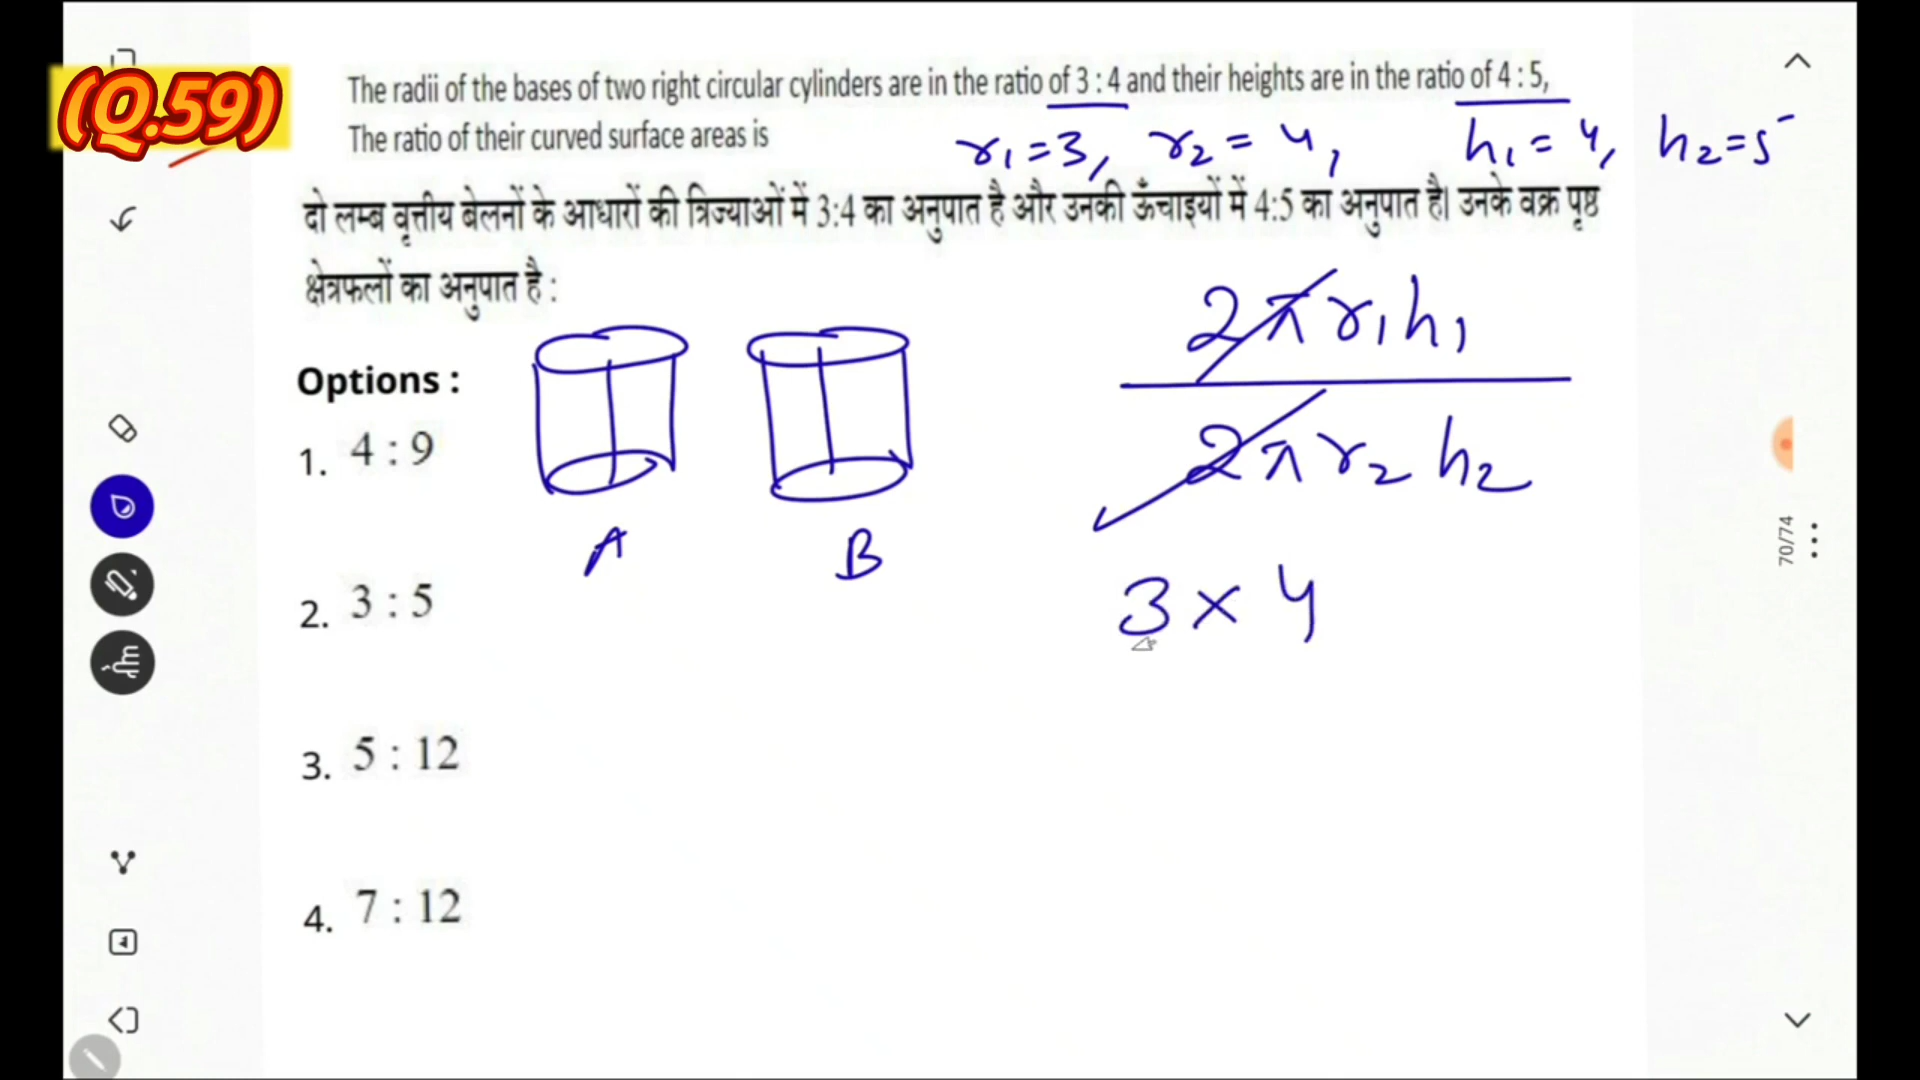 (Q.59)
The radii of the bases of two right circular cylinders are in the ratio of 3 : 4 and their heights are in the ratio of 4 : 5,
The ratio of their curved surface areas is
r1 = 3, r2 = 4, h1 = 4, h2 = 5
दो लम्ब वृत्तीय बेलनों के आधारों की त्रिज्याओं में 3:4 का अनुपात है और उनकी ऊँचाइयों में 4:5 का अनुपात है। उनके वक्र पृष्ठ
क्षेत्रफलों का अनुपात है :
2πr1h1
2πr2h2
Options :
1. 4 : 9
A B
3 × 4
2. 3 : 5
3. 5 : 12
4. 7 : 12
70/74